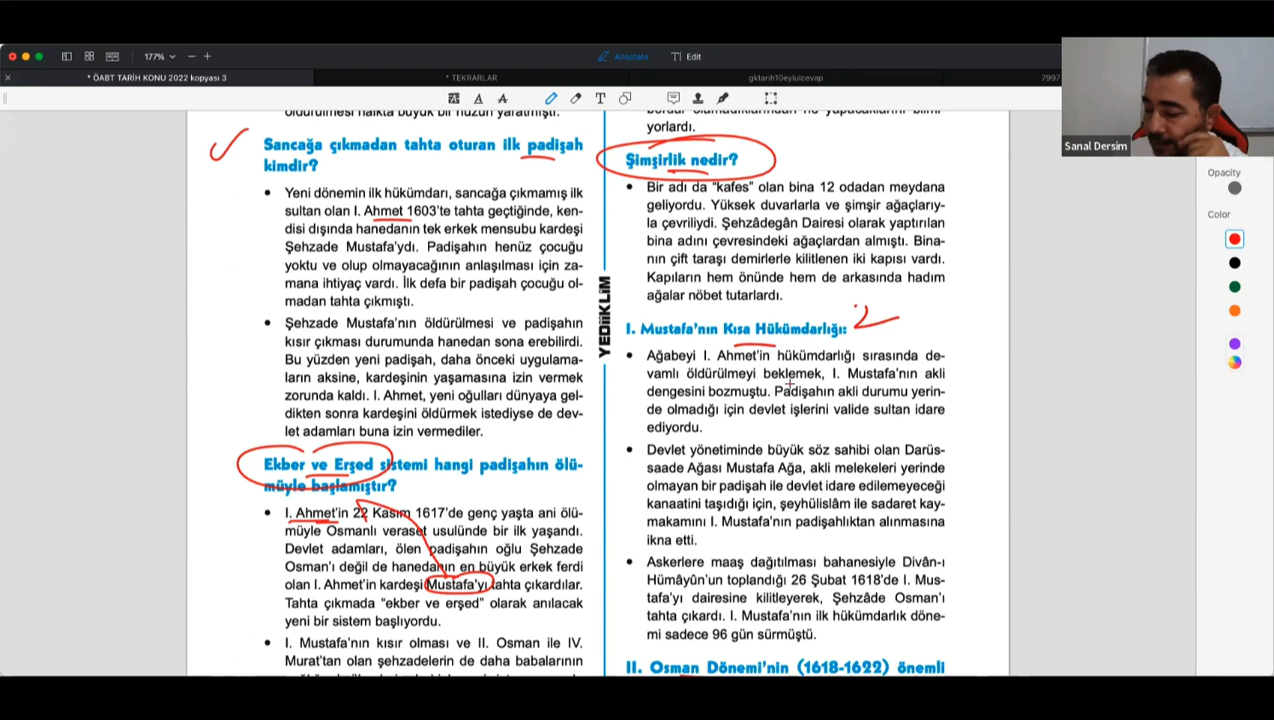 177%
Annotate
Edit
* ÖABT TARİH KONU 2022 kopyası 3
* TEKRARLAR
gktarih10eylulcevap
7997
Sanal Dersim
Opacity
Color
öldürülmesi halkta büyük bir hüzün yaratmıştı.
Sancağa çıkmadan tahta oturan ilk padişah
kimdir?
• Yeni dönemin ilk hükümdarı, sancağa çıkmamış ilk
sultan olan I. Ahmet 1603’te tahta geçtiğinde, ken-
disi dışında hanedanın tek erkek mensubu kardeşi
Şehzade Mustafa’ydı. Padişahın henüz çocuğu
yoktu ve olup olmayacağının anlaşılması için za-
mana ihtiyaç vardı. İlk defa bir padişah çocuğu ol-
madan tahta çıkmıştı.
• Şehzade Mustafa’nın öldürülmesi ve padişahın
kısır çıkması durumunda hanedan sona erebilirdi.
Bu yüzden yeni padişah, daha önceki uygulama-
ların aksine, kardeşinin yaşamasına izin vermek
zorunda kaldı. I. Ahmet, yeni oğulları dünyaya gel-
dikten sonra kardeşini öldürmek istediyse de dev-
let adamları buna izin vermediler.
Ekber ve Erşed sistemi hangi padişahın ölü-
müyle başlamıştır?
• I. Ahmet’in 22 Kasım 1617’de genç yaşta ani ölü-
müyle Osmanlı veraset usulünde bir ilk yaşandı.
Devlet adamları, ölen padişahın oğlu Şehzade
Osman’ı değil de hanedanın en büyük erkek ferdi
olan I. Ahmet’in kardeşi Mustafa’yı tahta çıkardılar.
Tahta çıkmada “ekber ve erşed” olarak anılacak
yeni bir sistem başlıyordu.
• I. Mustafa’nın kısır olması ve II. Osman ile IV.
Murat’tan olan şehzadelerin de daha babalarının
YEDİİKLİM
yorlardı.
Şimşirlik nedir?
• Bir adı da “kafes” olan bina 12 odadan meydana
geliyordu. Yüksek duvarlarla ve şimşir ağaçlarıy-
la çevriliydi. Şehzâdegân Dairesi olarak yaptırılan
bina adını çevresindeki ağaçlardan almıştı. Bina-
nın çift taraşı demirlerle kilitlenen iki kapısı vardı.
Kapıların hem önünde hem de arkasında hadım
ağalar nöbet tutarlardı.
I. Mustafa’nın Kısa Hükümdarlığı:
• Ağabeyi I. Ahmet’in hükümdarlığı sırasında de-
vamlı öldürülmeyi beklemek, I. Mustafa’nın akli
dengesini bozmuştu. Padişahın akli durumu yerin-
de olmadığı için devlet işlerini valide sultan idare
ediyordu.
• Devlet yönetiminde büyük söz sahibi olan Darüs-
saade Ağası Mustafa Ağa, akli melekeleri yerinde
olmayan bir padişah ile devlet idare edilemeyeceği
kanaatini taşıdığı için, şeyhülislâm ile sadaret kay-
makamını I. Mustafa’nın padişahlıktan alınmasına
ikna etti.
• Askerlere maaş dağıtılması bahanesiyle Divân-ı
Hümâyûn’un toplandığı 26 Şubat 1618’de I. Mus-
tafa’yı dairesine kilitleyerek, Şehzâde Osman’ı
tahta çıkardı. I. Mustafa’nın ilk hükümdarlık döne-
mi sadece 96 gün sürmüştü.
II. Osman Dönemi’nin (1618-1622) önemli